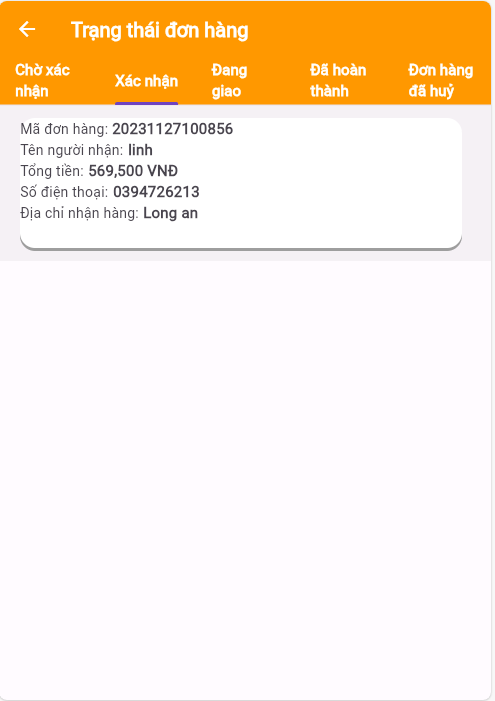 Trạng thái đơn hàng
Chờ xác
nhận
Xác nhận
Đang
giao
Đã hoàn
thành
Đơn hàng
đã huỷ
Mã đơn hàng: 20231127100856
Tên người nhận: linh
Tổng tiền: 569,500 VNĐ
Số điện thoại: 0394726213
Địa chỉ nhận hàng: Long an